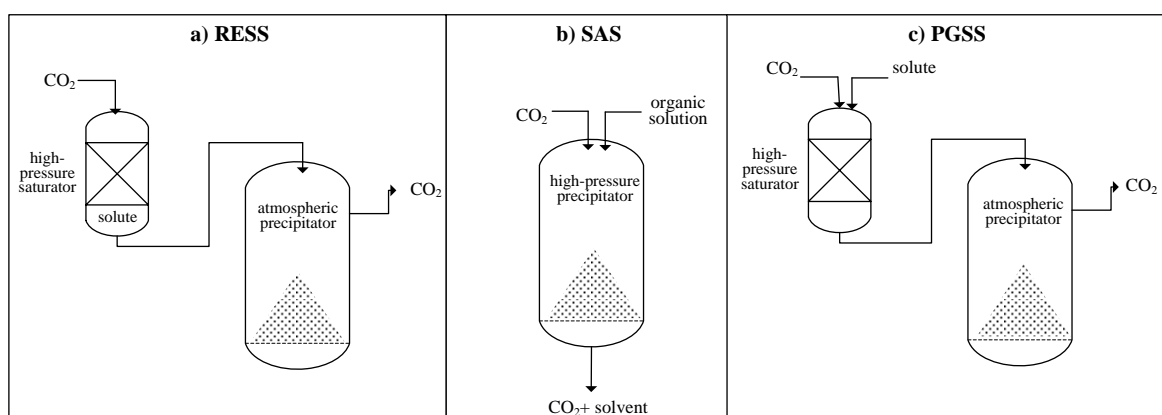 a) RESS
CO₂
high-
pressure
saturator
solute
atmospheric
precipitator
CO₂
b) SAS
CO₂
organic
solution
high-pressure
precipitator
CO₂+ solvent
c) PGSS
CO₂
solute
high-
pressure
saturator
atmospheric
precipitator
CO₂